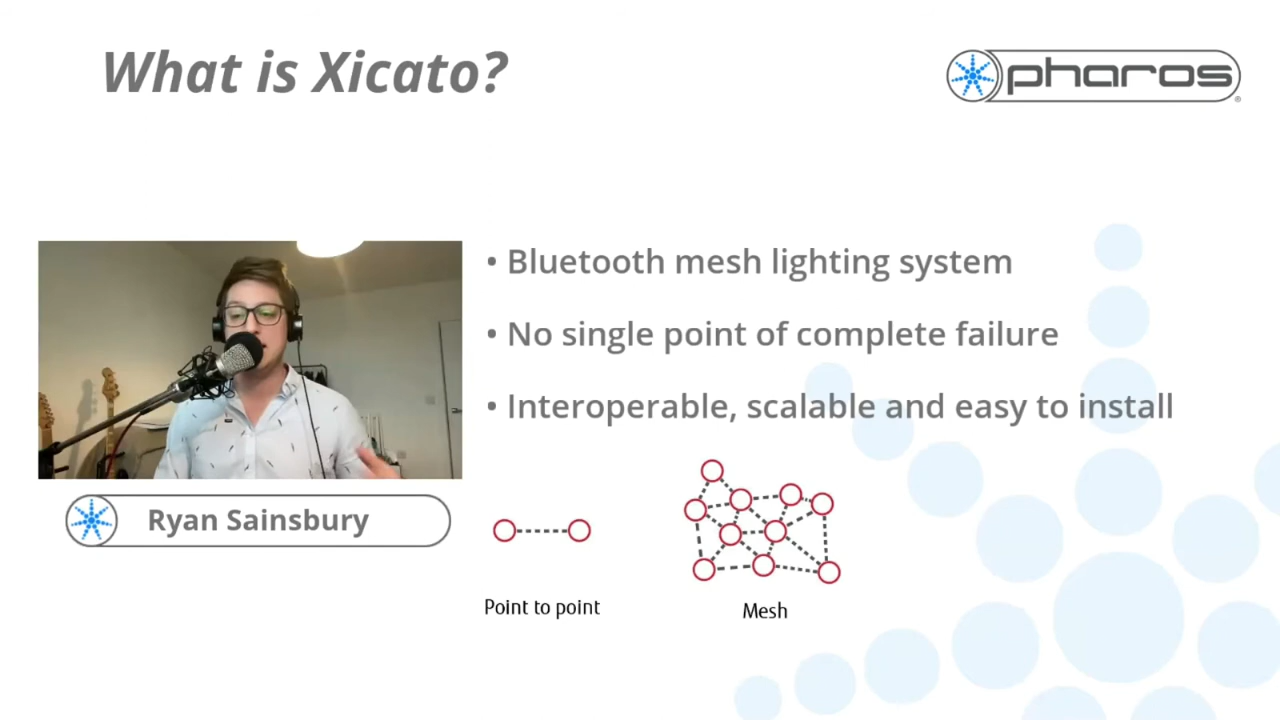 What is Xicato?
pharos
®
• Bluetooth mesh lighting system
• No single point of complete failure
• Interoperable, scalable and easy to install
Ryan Sainsbury
Point to point
Mesh